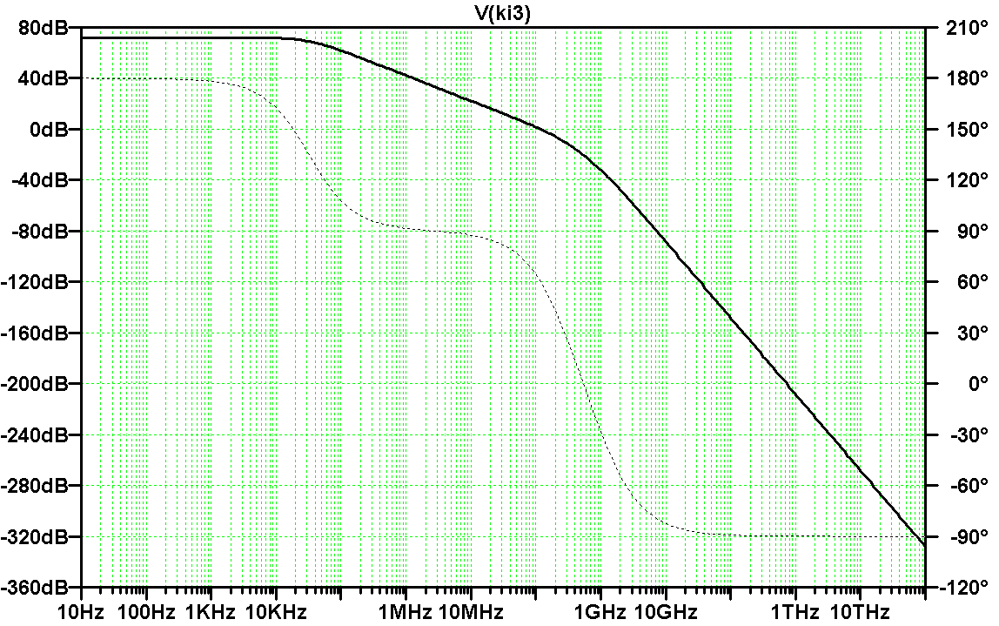 V(ki3)
80dB 210°
40dB 180°
0dB 150°
-40dB 120°
-80dB 90°
-120dB 60°
-160dB 30°
-200dB 0°
-240dB -30°
-280dB -60°
-320dB -90°
-360dB -120°
10Hz 100Hz 1KHz 10KHz 1MHz 10MHz 1GHz 10GHz 1THz 10THz